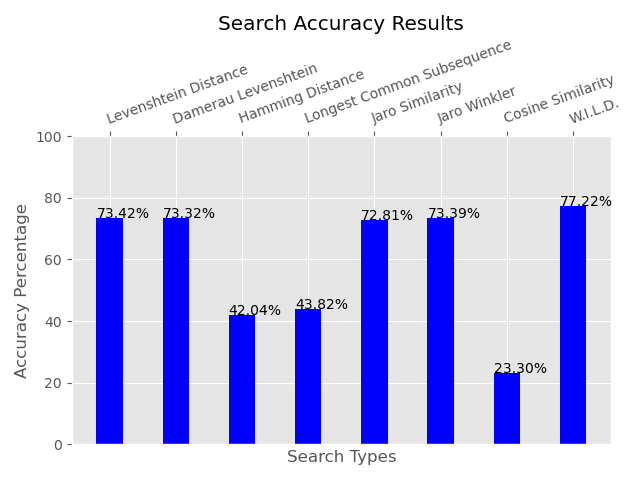 Search Accuracy Results
Levenshtein Distance
Damerau Levenshtein
Hamming Distance
Longest Common Subsequence
Jaro Similarity
Jaro Winkler
Cosine Similarity
W.I.L.D.
100
80
60
40
20
0
Accuracy Percentage
73.42%
73.32%
42.04%
43.82%
72.81%
73.39%
23.30%
77.22%
Search Types